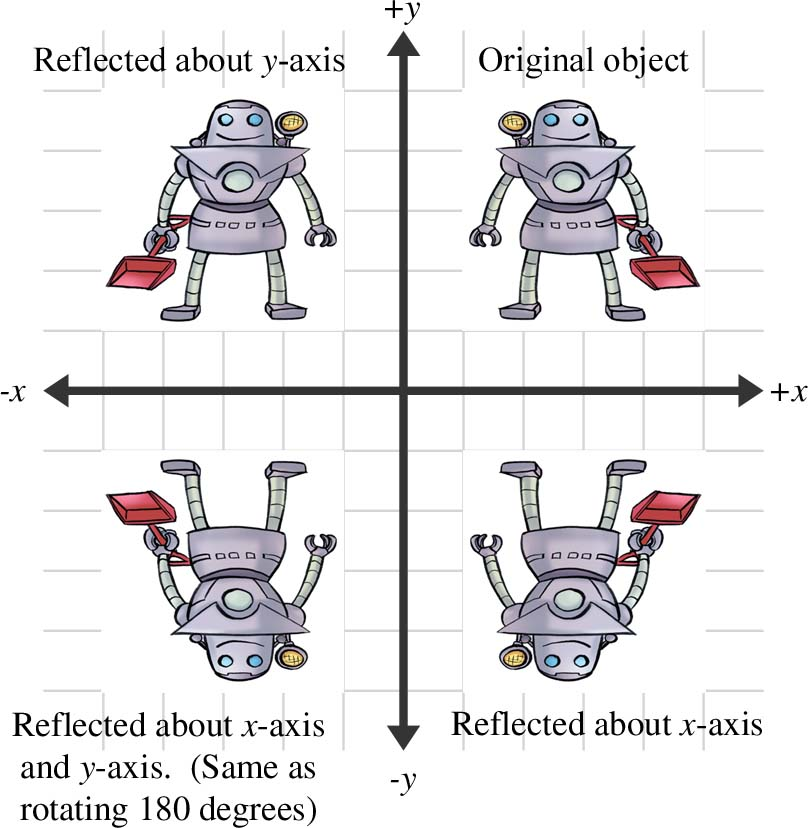 +y
Reflected about y-axis
Original object
-x
+x
Reflected about x-axis
and y-axis.  (Same as
rotating 180 degrees)
Reflected about x-axis
-y